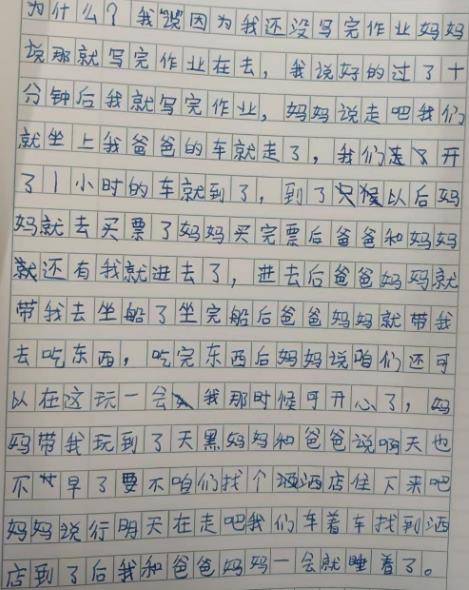 为什么？我说因为我还没写完作业妈妈
说那就写完作业在去，我说好的过了十
分钟后我就写完作业，妈妈说走吧我们
就坐上我爸爸的车就走了，我们开
了1小时的车就到了，到了以后妈
妈就去买票了妈妈买完票后爸爸和妈妈
就还有我就进去了，进去后爸爸妈妈就
带我去坐船了坐完船后爸爸妈妈就带我
去吃东西，吃完东西后妈妈说咱们还可
以在这玩一会，我那时候可开心了，妈
妈带我玩到了天黑妈妈和爸爸说啊天也
不早了要不咱们找个酒店住下来吧
妈妈说行明天在走吧我们车着车找到酒
店到了后我和爸爸妈妈一会就睡着了。